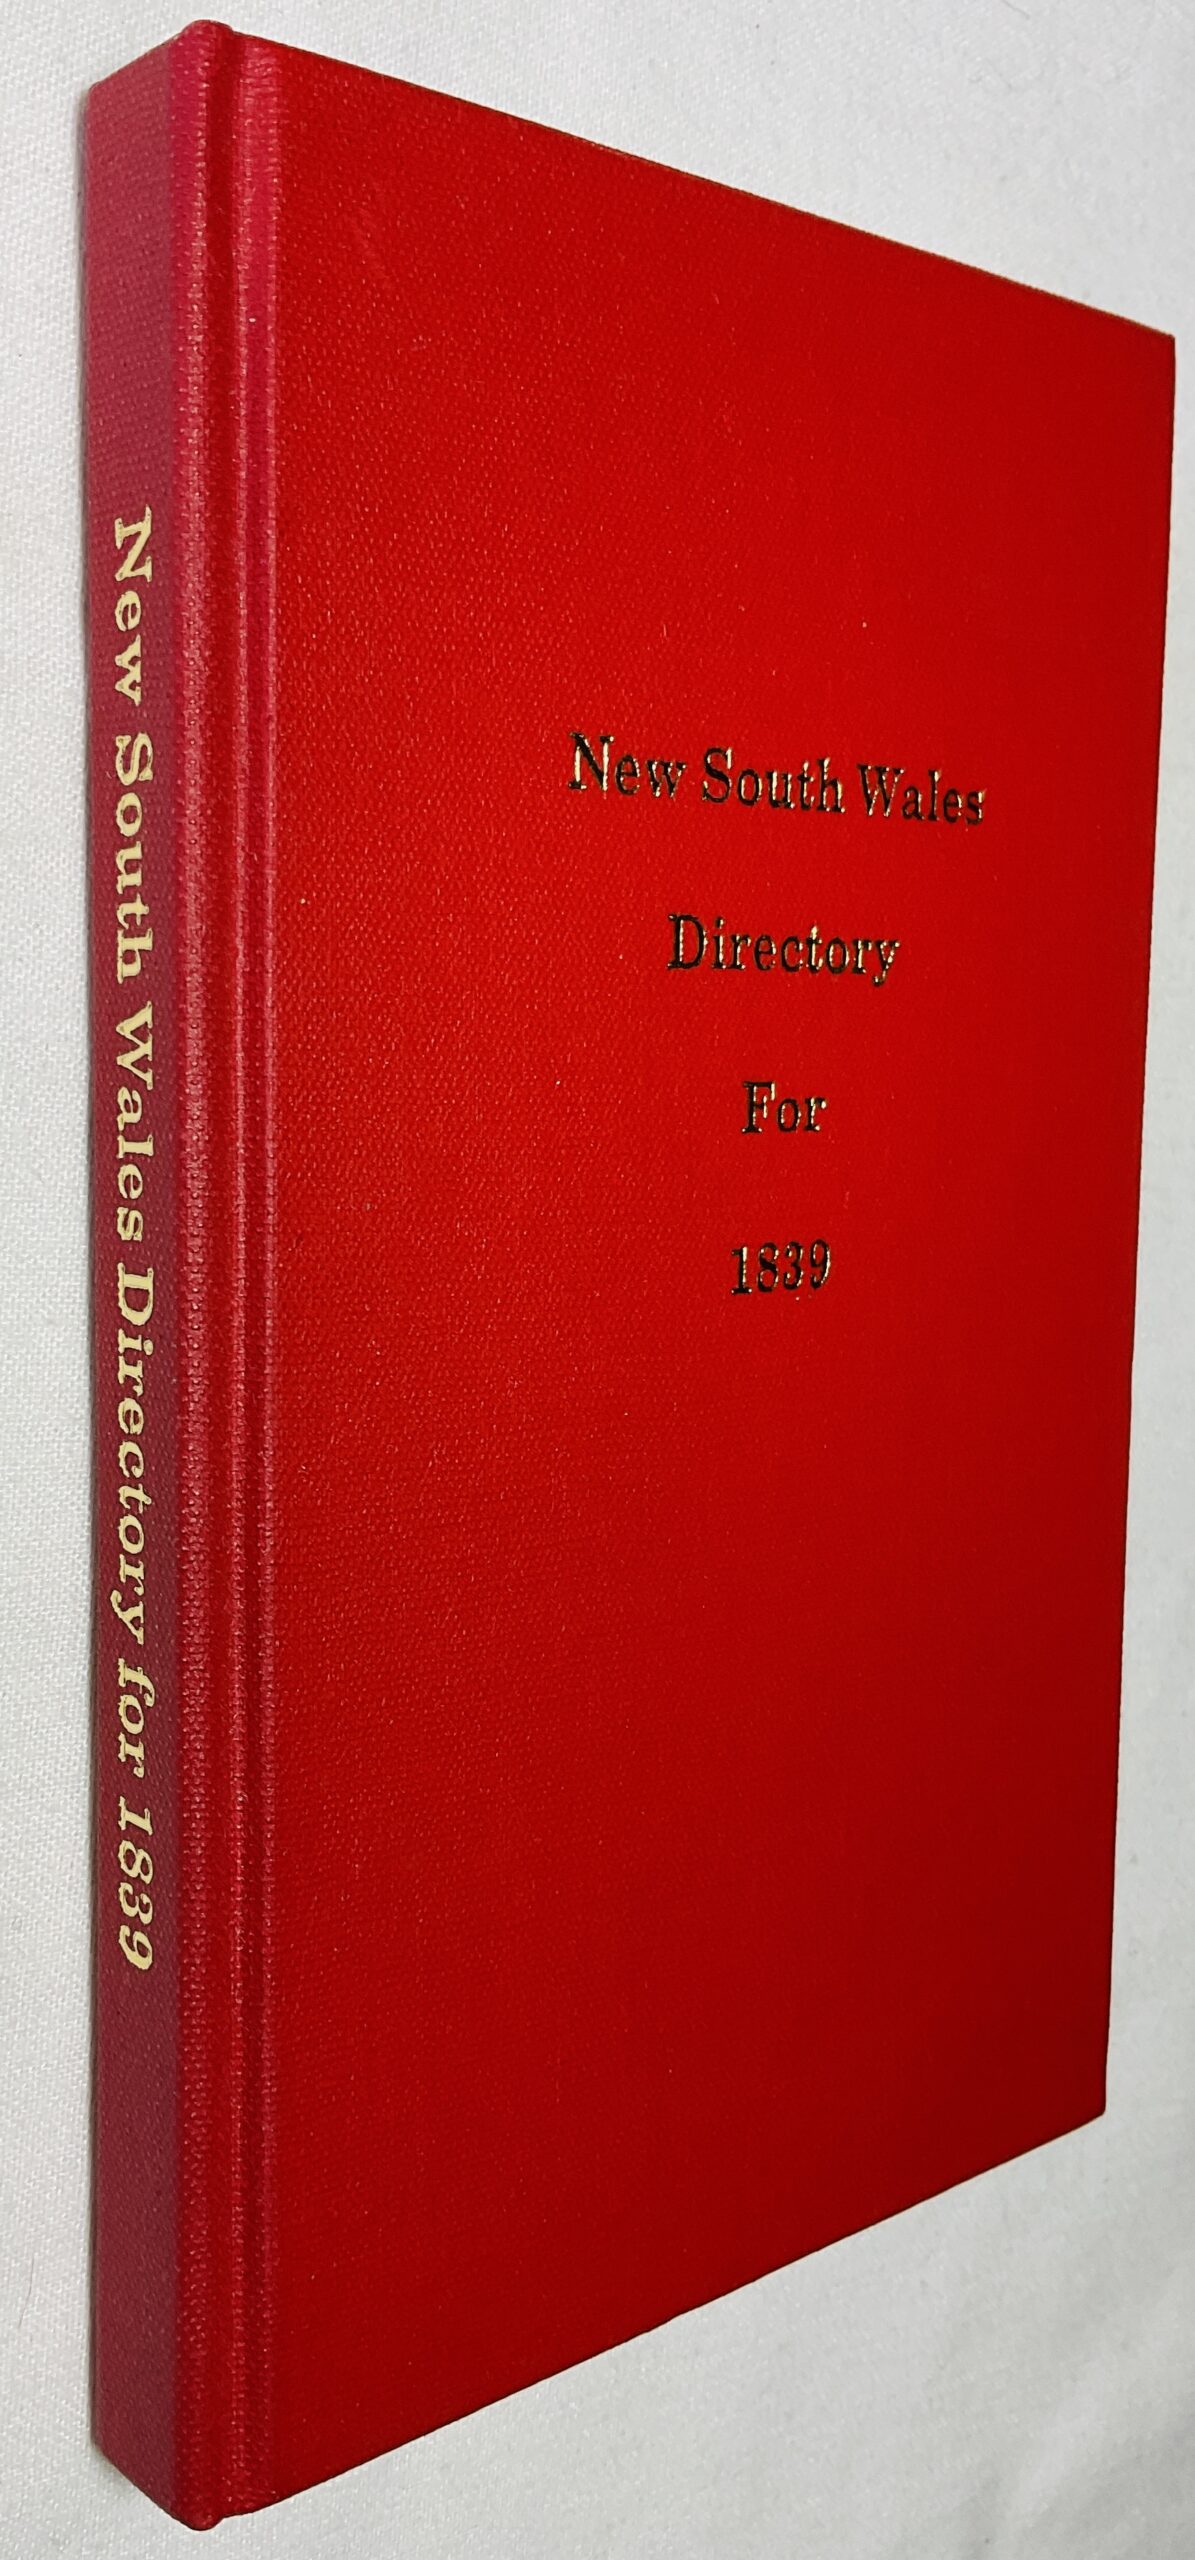 New South Wales Directory for 1839
New South Wales
Directory
For
1839